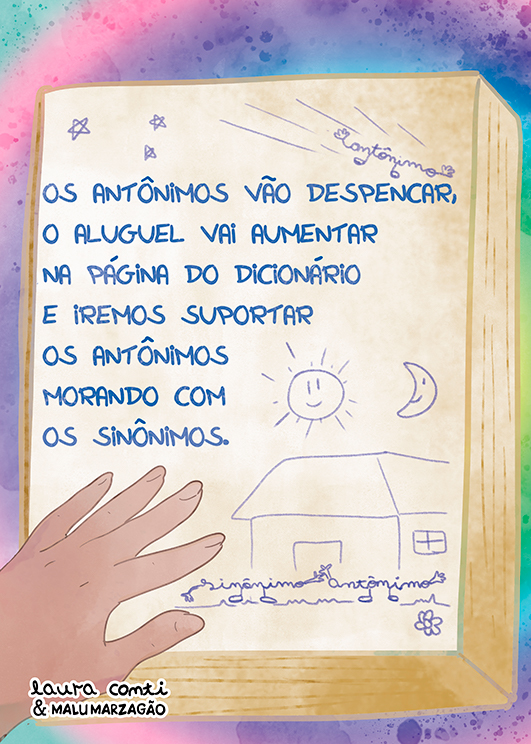 antônimo
OS ANTÔNIMOS VÃO DESPENCAR,
O ALUGUEL VAI AUMENTAR
NA PÁGINA DO DICIONÁRIO
E IREMOS SUPORTAR
OS ANTÔNIMOS
MORANDO COM
OS SINÔNIMOS.
sinônimo antônimo
laura conti
& MALU MARZAGÃO